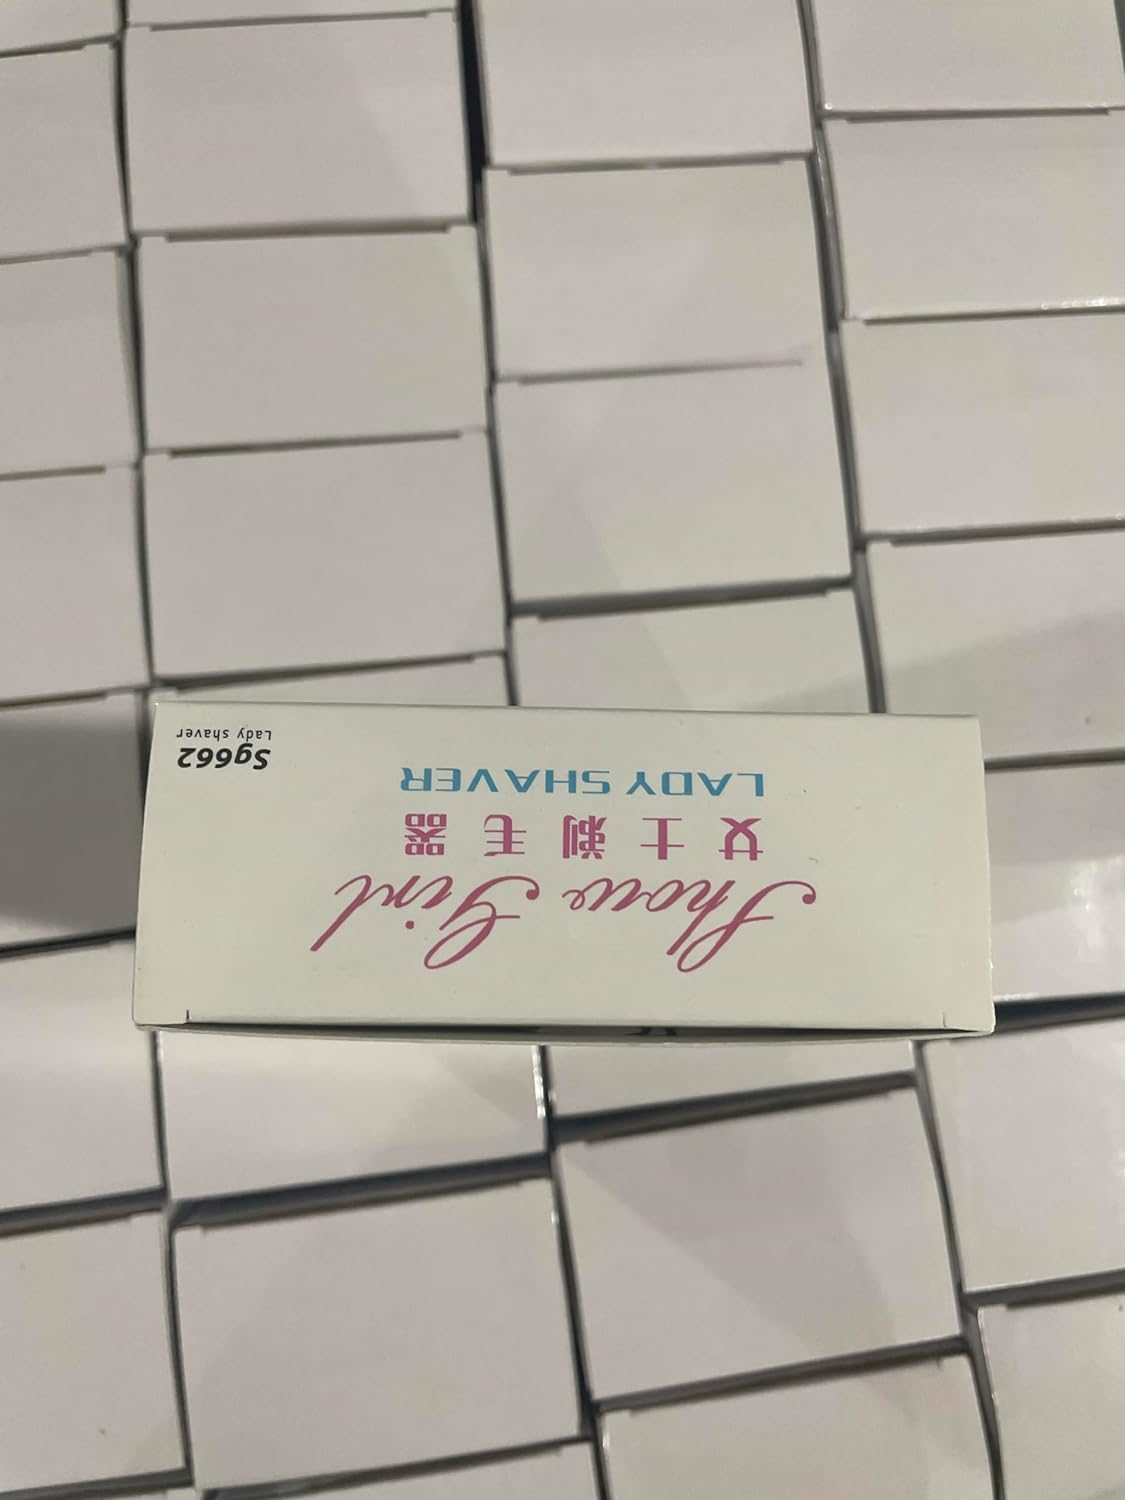 Show Girl
女士剃毛器
LADY SHAVER
Sg662
Lady shaver